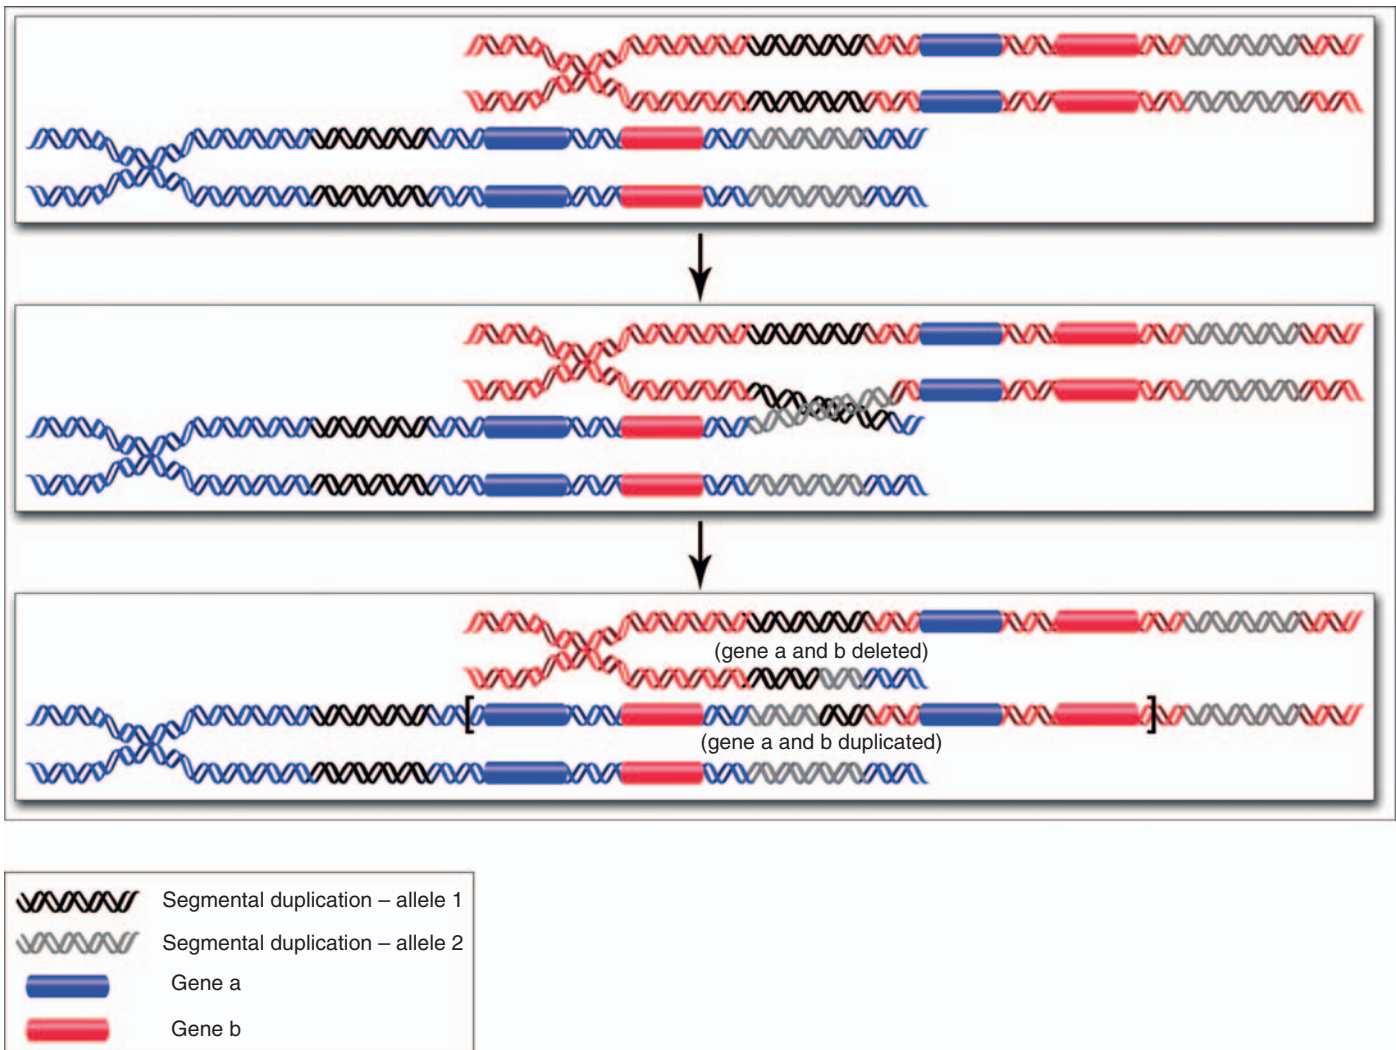 (gene a and b deleted)
[ ]
(gene a and b duplicated)
Segmental duplication – allele 1
Segmental duplication – allele 2
Gene a
Gene b